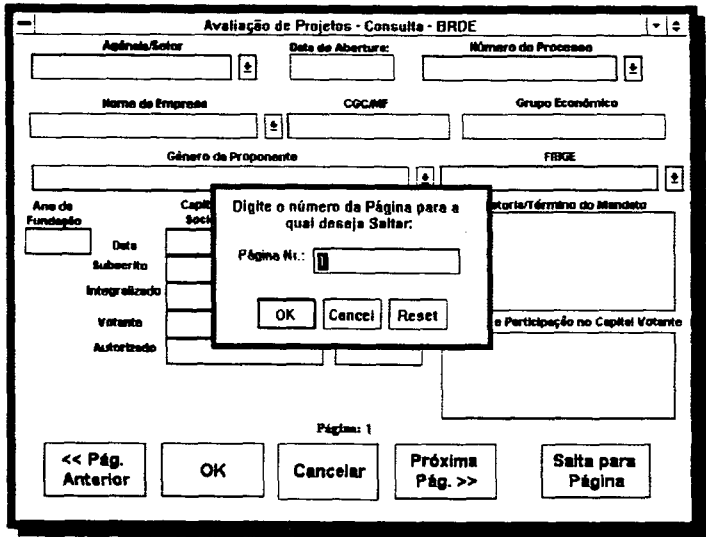 Avaliação de Projetos - Consulta - BRDE
Agência/Setor Data de Abertura: Número do Processo
Nome da Empresa CGC/MF Grupo Econômico
Gênero da Proponente FIBGE
Ano de Fundação
Data
Subscrito
Integralizado
Votante
Autorizado
Digite o número da Página para a
qual deseja Saltar:
Página Nr.: 1
OK Cancel Reset
/Término do Mandato
e Participação no Capital Votante
Página: 1
<< Pág. Anterior
OK
Cancelar
Próxima Pág. >>
Salta para Página